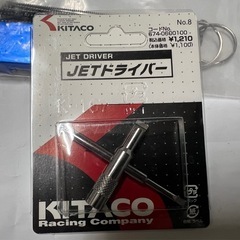 KITACO
No.8
コードNo.
674-0600100
税込価格 ¥1,210
(本体価格 ¥1,100)
JET DRIVER
JETドライバー
KITACO
Racing Company